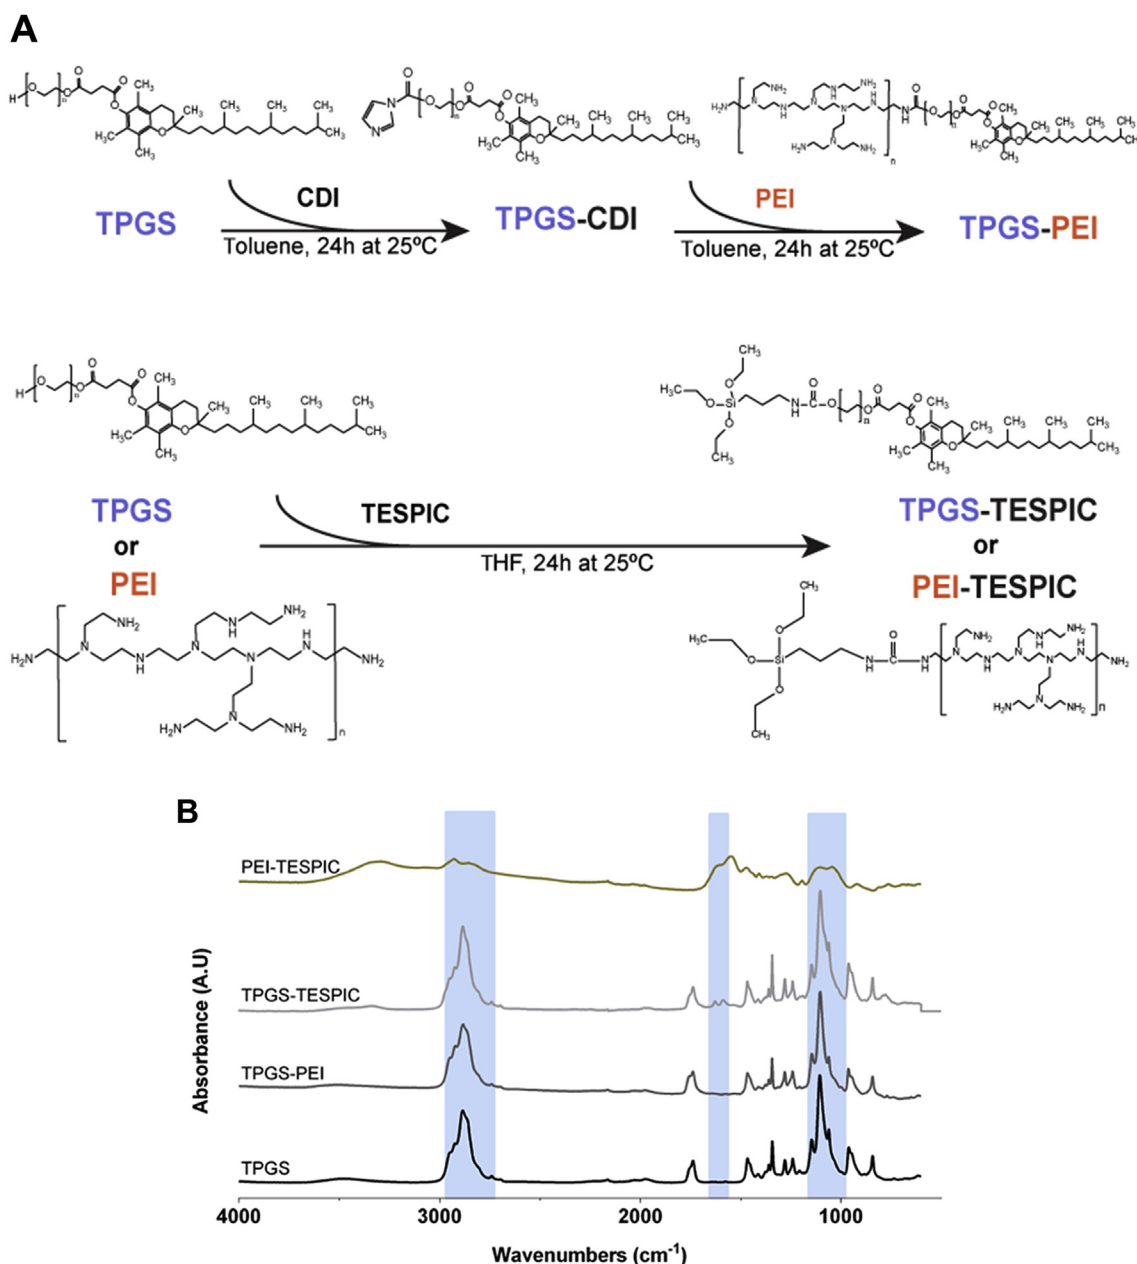 A
TPGS
CDI
Toluene, 24h at 25ºC
TPGS-CDI
PEI
Toluene, 24h at 25ºC
TPGS-PEI
TPGS
or
PEI
TESPIC
THF, 24h at 25ºC
TPGS-TESPIC
or
PEI-TESPIC
B
PEI-TESPIC
TPGS-TESPIC
TPGS-PEI
TPGS
Absorbance (A.U)
4000 3000 2000 1000
Wavenumbers (cm-1)